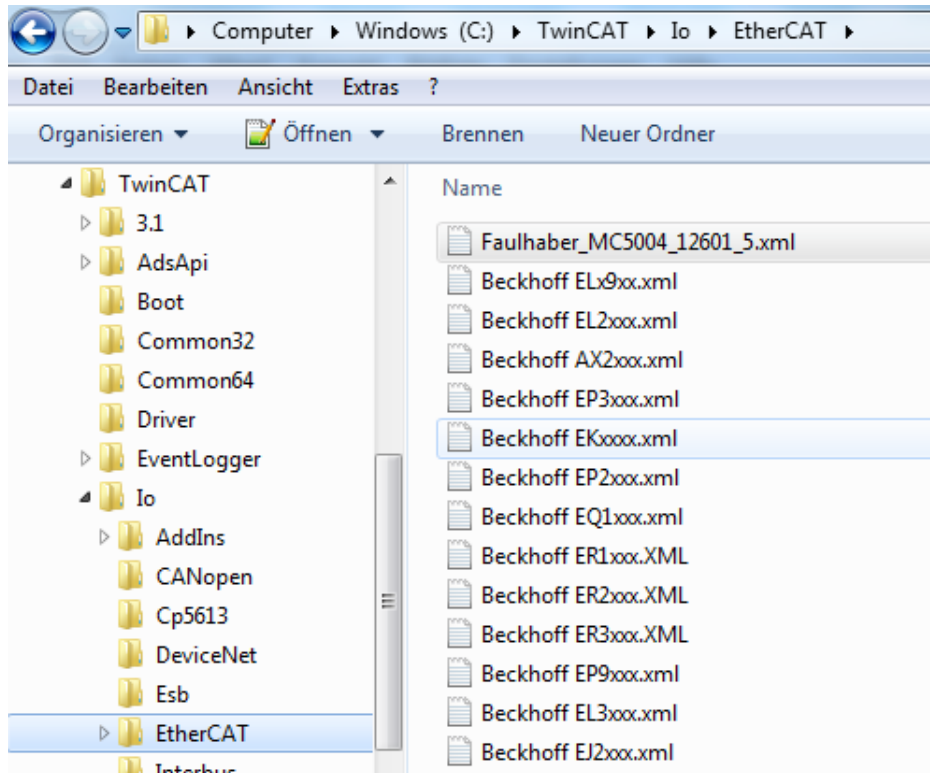 Computer Windows (C:) TwinCAT Io EtherCAT
Datei Bearbeiten Ansicht Extras ?
Organisieren Öffnen Brennen Neuer Ordner
TwinCAT
3.1
AdsApi
Boot
Common32
Common64
Driver
EventLogger
Io
AddIns
CANopen
Cp5613
DeviceNet
Esb
EtherCAT
Interbus
Name
Faulhaber_MC5004_12601_5.xml
Beckhoff ELx9xx.xml
Beckhoff EL2xxx.xml
Beckhoff AX2xxx.xml
Beckhoff EP3xxx.xml
Beckhoff EKxxxx.xml
Beckhoff EP2xxx.xml
Beckhoff EQ1xxx.xml
Beckhoff ER1xxx.XML
Beckhoff ER2xxx.XML
Beckhoff ER3xxx.XML
Beckhoff EP9xxx.xml
Beckhoff EL3xxx.xml
Beckhoff EJ2xxx.xml